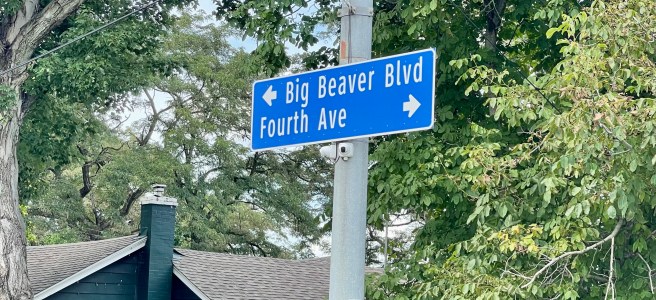 ← Big Beaver Blvd
Fourth Ave →